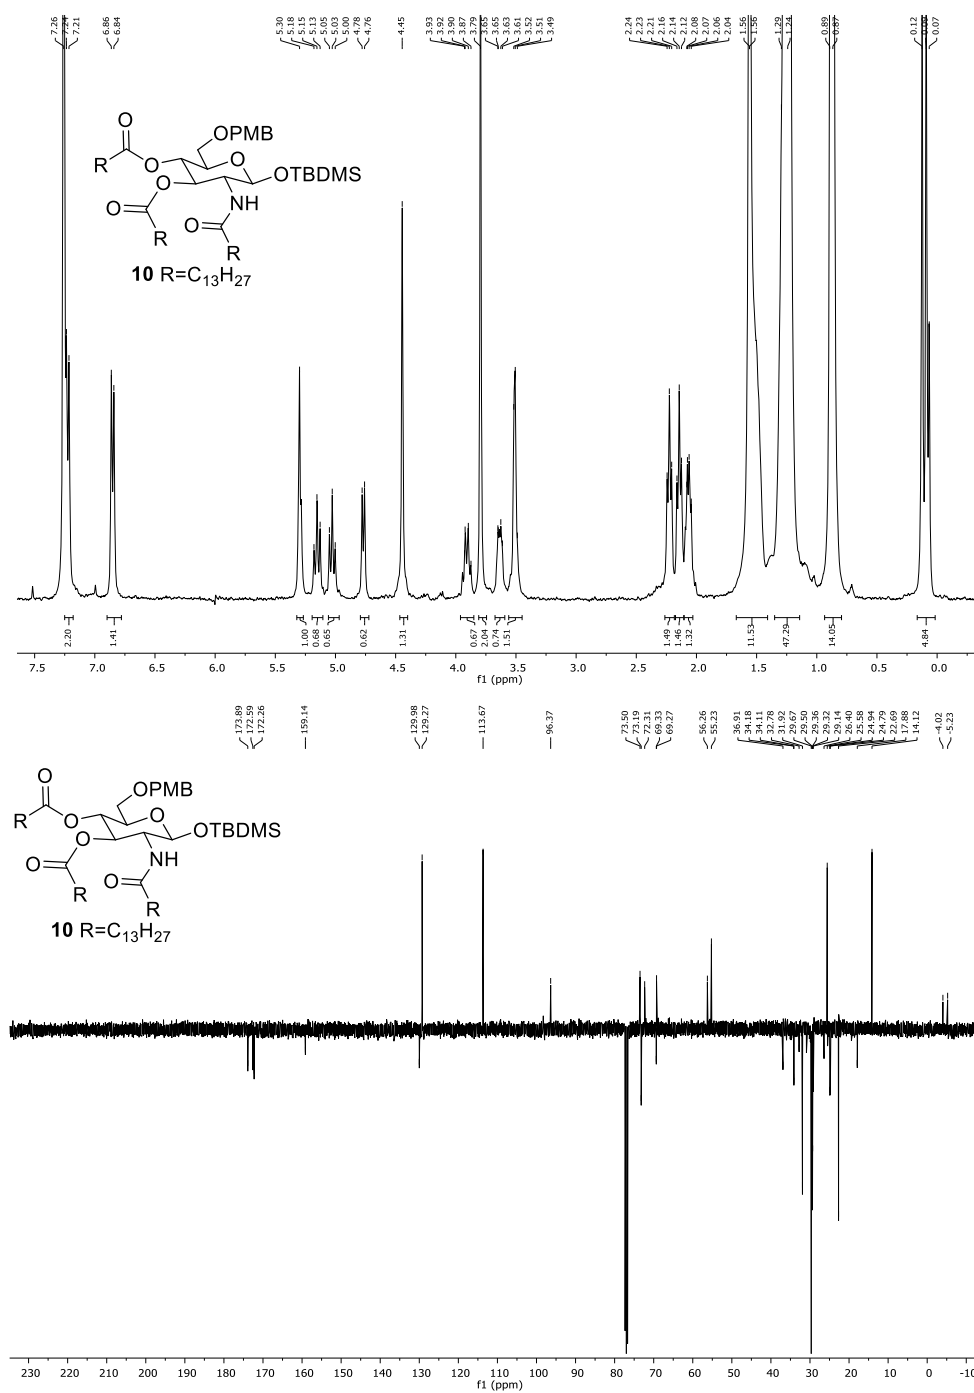 7.26 7.24 7.21 6.86 6.84 5.30 5.18 5.15 5.13 5.05 5.03 5.00 4.78 4.76 4.45 3.93 3.92 3.90 3.87 3.79 3.65 3.65 3.63 3.61 3.52 3.51 3.49 2.24 2.23 2.21 2.16 2.14 2.12 2.08 2.07 2.06 2.04 1.56 1.56 1.29 1.24 0.89 0.87 0.12 0.09 0.07
O
OPMB
R
O
O
OTBDMS
O
O
NH
R
O
R
10 R=C13H27
2.20 1.41 1.00 0.68 0.65 0.62 1.31 0.67 2.04 0.74 1.51 1.49 1.46 1.32 11.53 47.29 14.05 4.84
7.5 7.0 6.5 6.0 5.5 5.0 4.5 4.0 3.5 3.0 2.5 2.0 1.5 1.0 0.5 0.0
f1 (ppm)
173.89 172.59 172.26 159.14 129.98 129.27 113.67 96.37 73.50 73.19 72.31 69.33 69.27 56.26 55.23 36.91 34.18 34.11 32.78 31.92 29.67 29.50 29.36 29.32 29.14 26.40 25.58 24.94 24.79 22.69 17.88 14.12 -4.02 -5.23
O
OPMB
R
O
O
OTBDMS
O
O
NH
R
O
R
10 R=C13H27
230 220 210 200 190 180 170 160 150 140 130 120 110 100 90 80 70 60 50 40 30 20 10 0 -10
f1 (ppm)